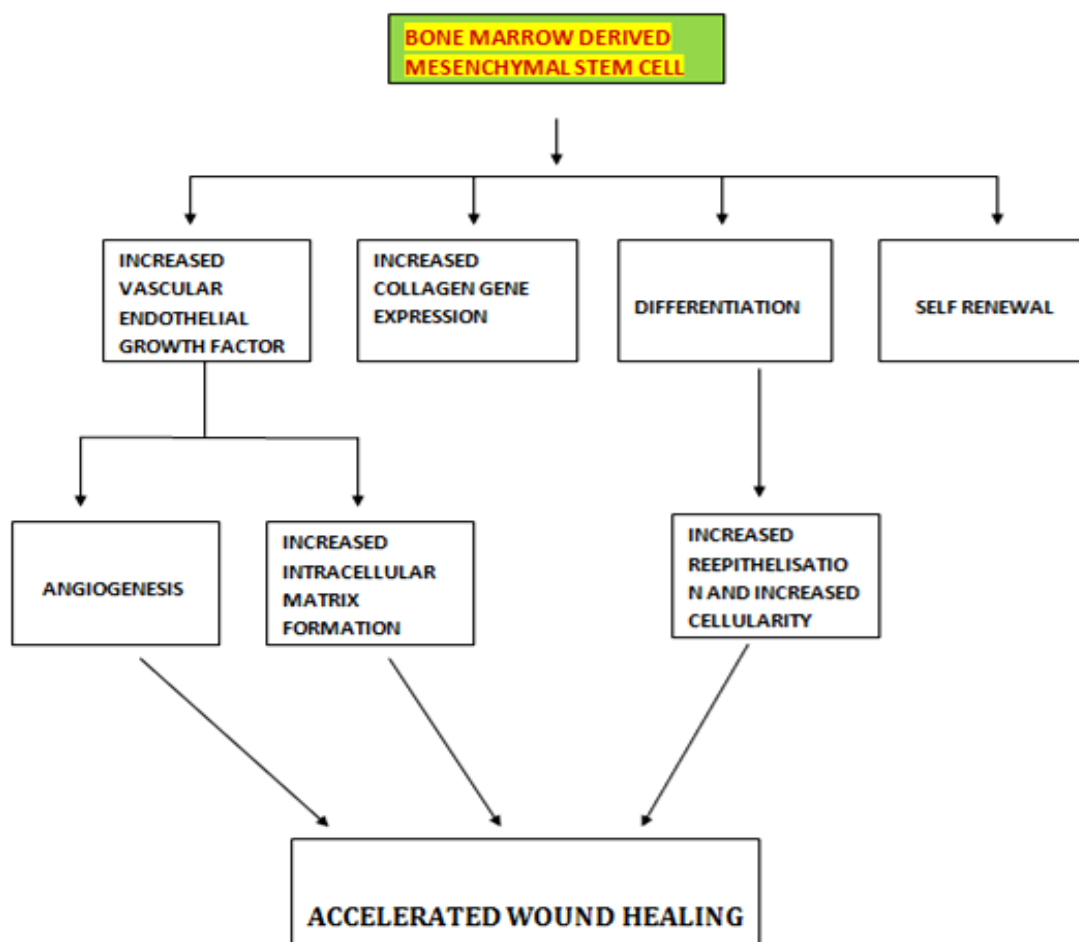 BONE MARROW DERIVED
MESENCHYMAL STEM CELL
INCREASED
VASCULAR
ENDOTHELIAL
GROWTH FACTOR
INCREASED
COLLAGEN GENE
EXPRESSION
DIFFERENTIATION
SELF RENEWAL
ANGIOGENESIS
INCREASED
INTRACELLULAR
MATRIX
FORMATION
INCREASED
REEPITHELISATIO
N AND INCREASED
CELLULARITY
ACCELERATED WOUND HEALING